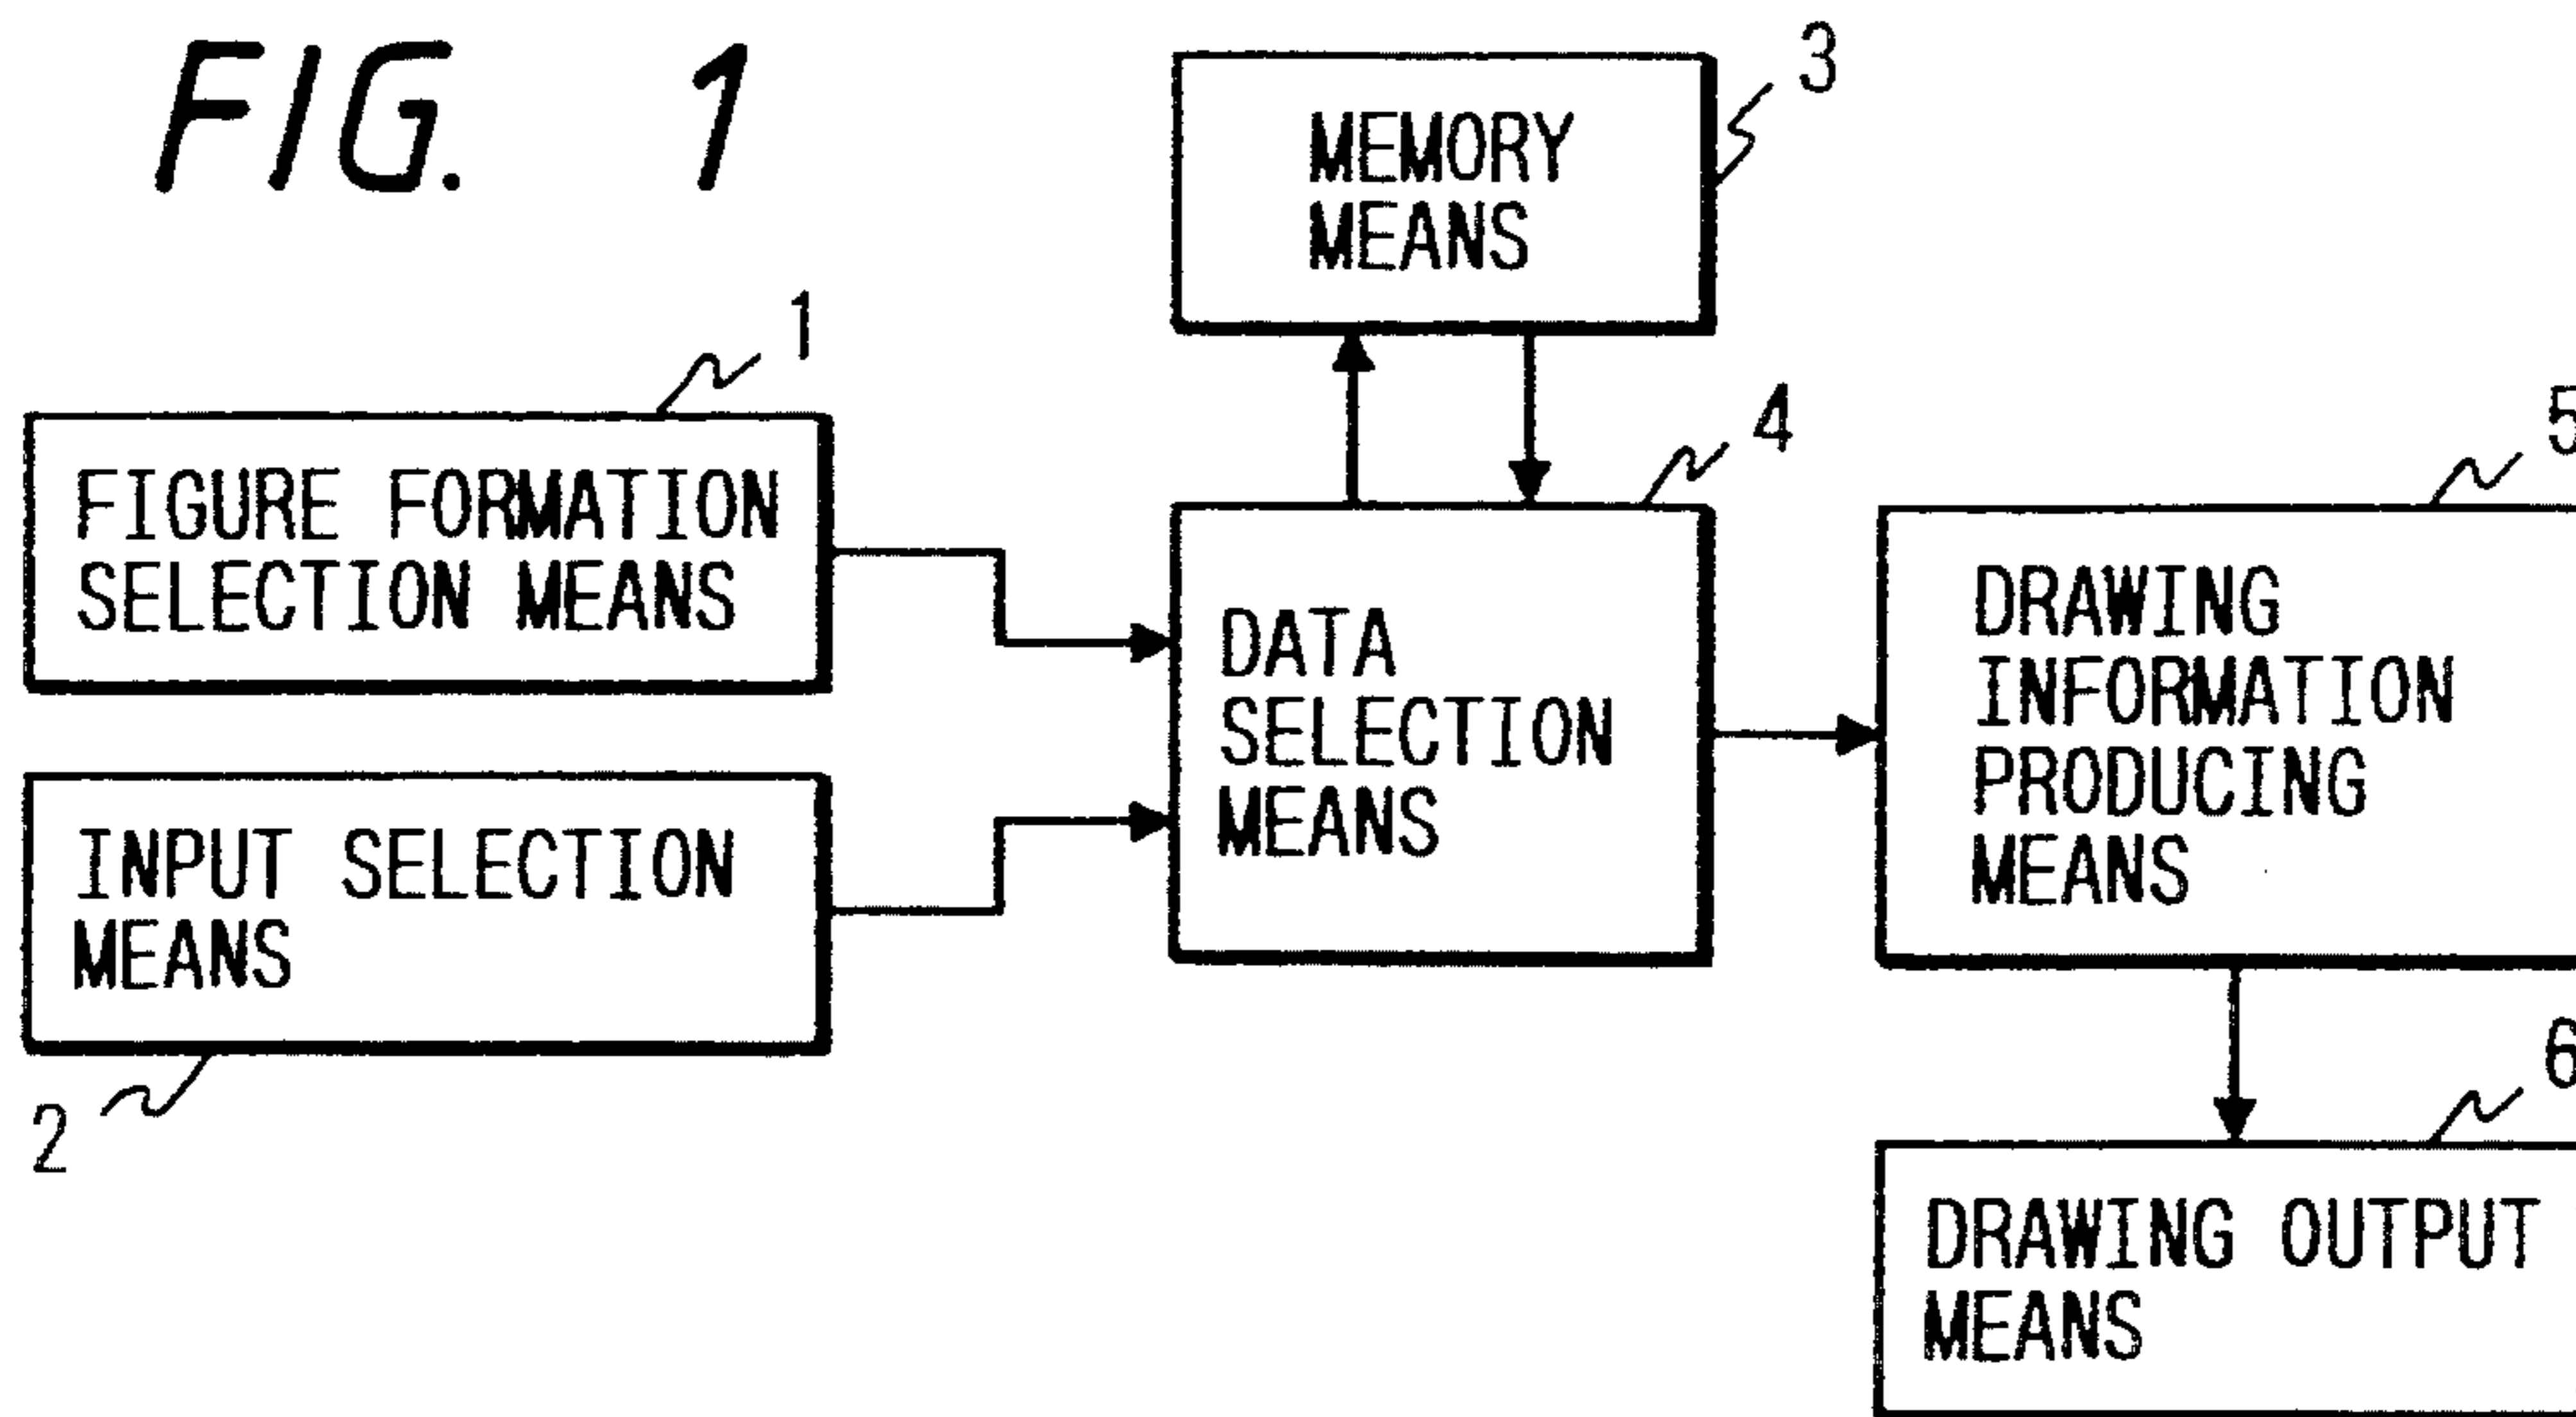 FIG. 1
3
MEMORY
MEANS
1
FIGURE FORMATION
SELECTION MEANS
4
DATA
SELECTION
MEANS
5
DRAWING
INFORMATION
PRODUCING
MEANS
INPUT SELECTION
MEANS
2
6
DRAWING OUTPUT
MEANS